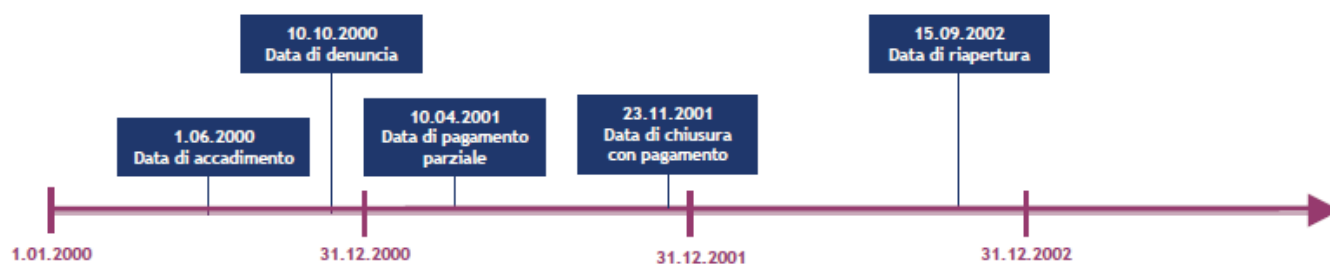 10.10.2000
Data di denuncia
15.09.2002
Data di riapertura
1.06.2000
Data di accadimento
10.04.2001
Data di pagamento
parziale
23.11.2001
Data di chiusura
con pagamento
1.01.2000
31.12.2000
31.12.2001
31.12.2002